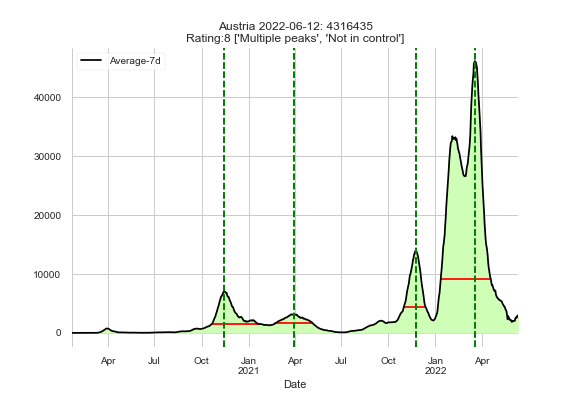 Austria 2022-06-12: 4316435
Rating:8 ['Multiple peaks', 'Not in control']
Average-7d
40000
30000
20000
10000
0
Apr Jul Oct Jan Apr Jul Oct Jan Apr
2021 2022
Date